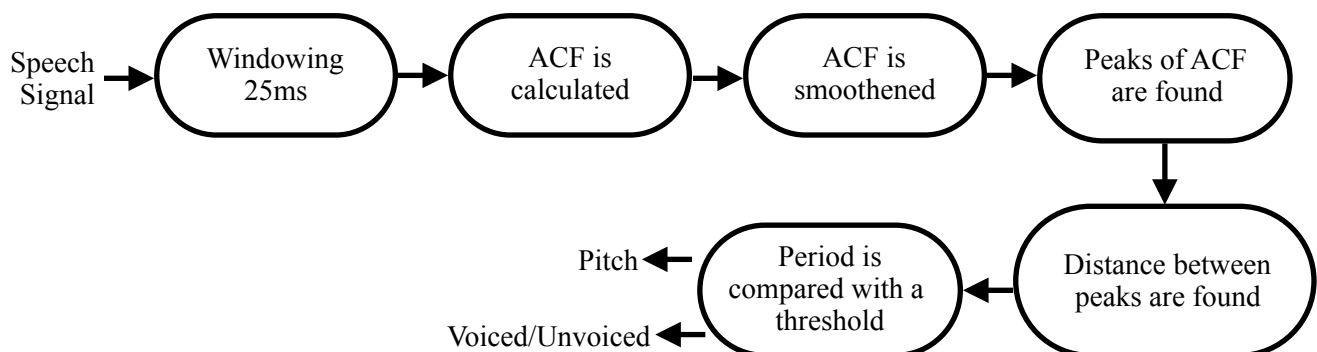 Speech
Signal
Windowing
25ms
ACF is
calculated
ACF is
smoothened
Peaks of ACF
are found
Distance between
peaks are found
Period is
compared with a
threshold
Pitch
Voiced/Unvoiced